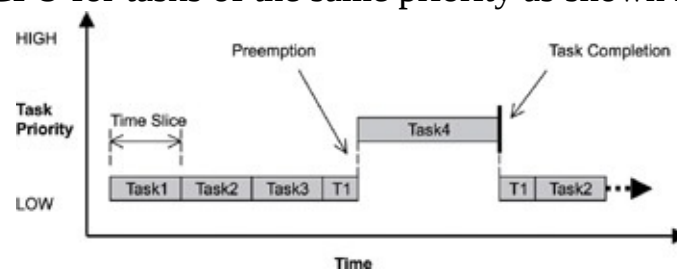 HIGH
Preemption
Task Completion
Task
Priority
Time Slice
Task4
Task1
Task2
Task3
T1
T1
Task2
LOW
Time